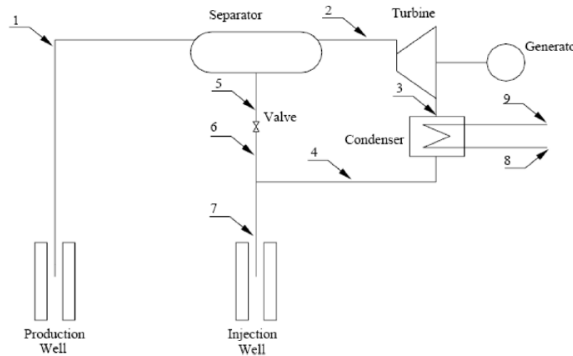 1
Separator
2
Turbine
Generato
5
3
9
Valve
Condenser
6
4
8
7
Production
Well
Injection
Well